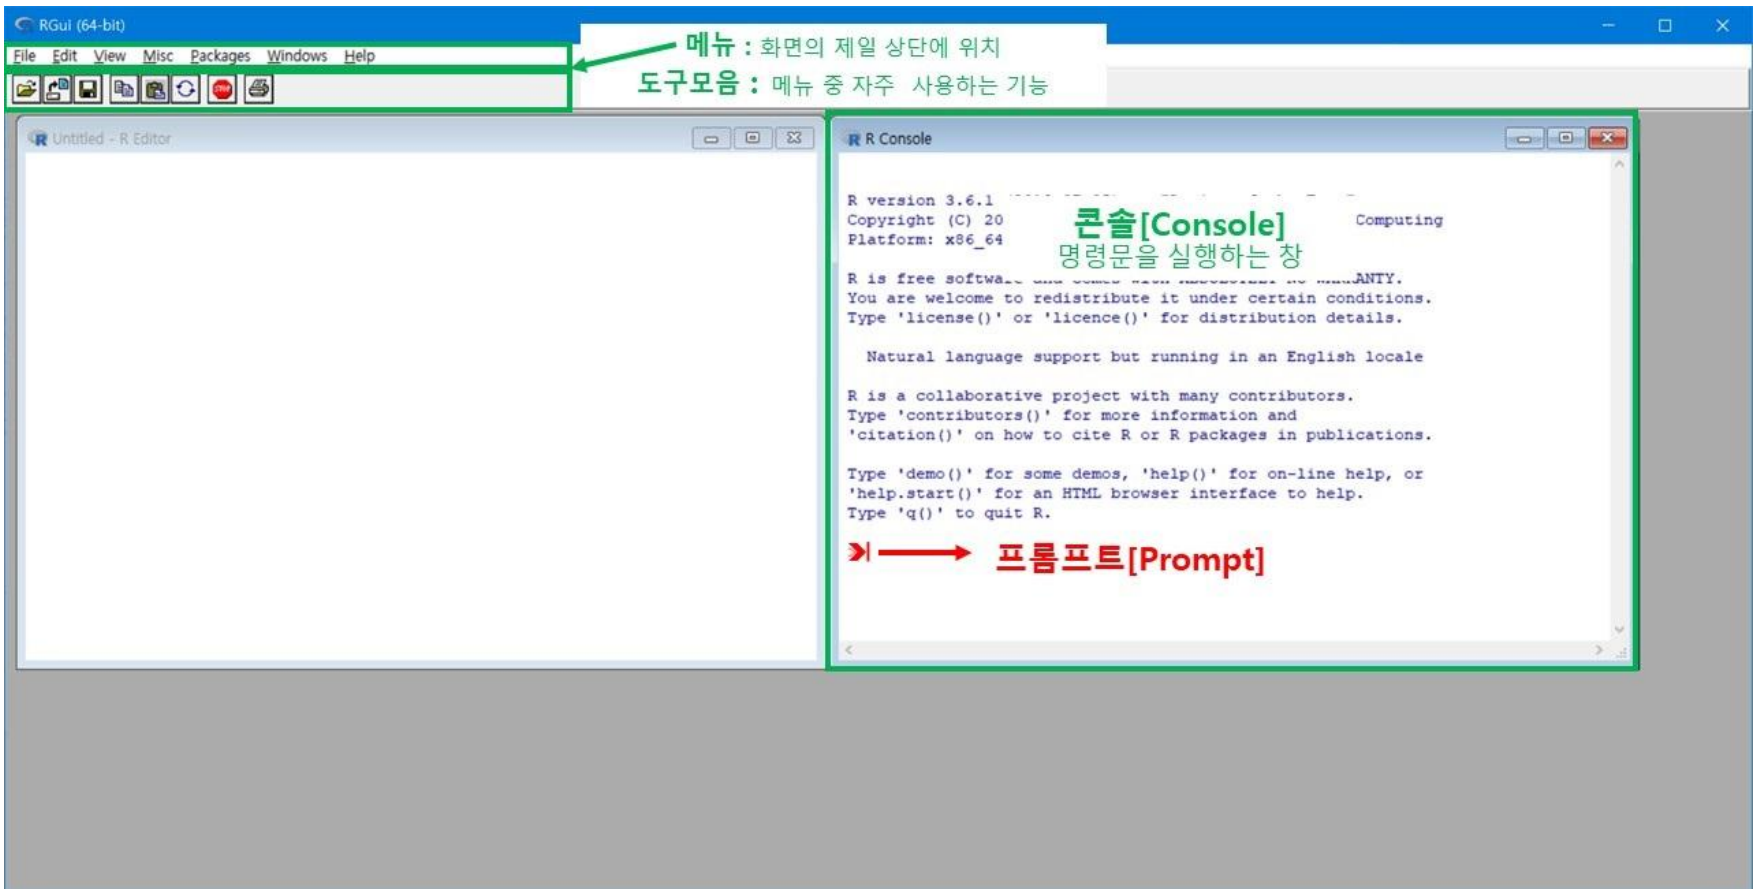 RGui (64-bit)
File Edit View Misc Packages Windows Help
메뉴 : 화면의 제일 상단에 위치
도구모음 : 메뉴 중 자주 사용하는 기능
STOP
Untitled - R Editor
R Console
R version 3.6.1
Copyright (C) 20 Computing
Platform: x86_64
콘솔[Console]
명령문을 실행하는 창
R is free
You are welcome to redistribute it under certain conditions.
Type 'license()' or 'licence()' for distribution details.
Natural language support but running in an English locale
R is a collaborative project with many contributors.
Type 'contributors()' for more information and
'citation()' on how to cite R or R packages in publications.
Type 'demo()' for some demos, 'help()' for on-line help, or
'help.start()' for an HTML browser interface to help.
Type 'q()' to quit R.
> 프롬프트[Prompt]